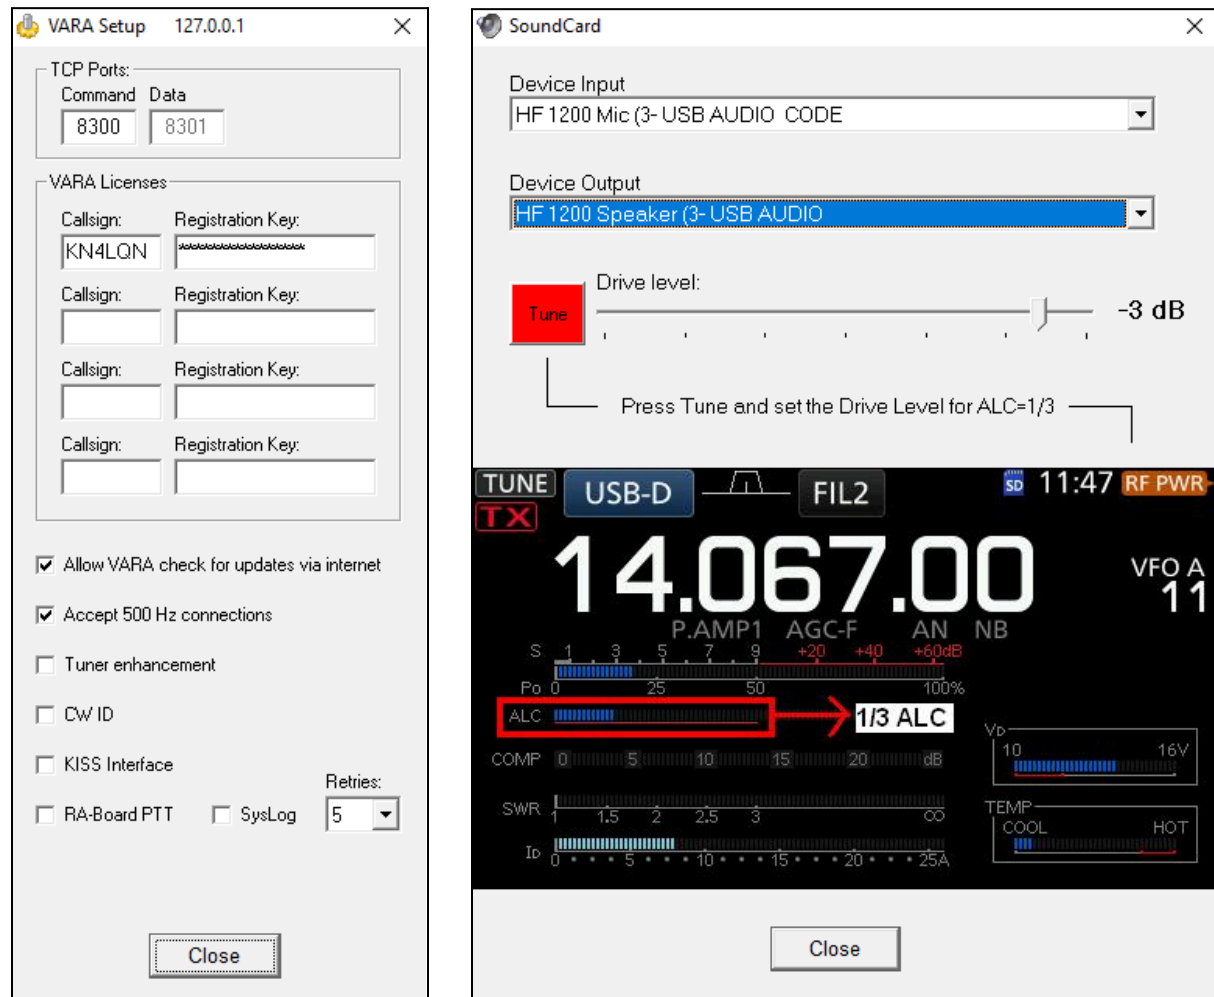 VARA Setup 127.0.0.1
TCP Ports:
Command Data
8300 8301
VARA Licenses
Callsign: Registration Key:
KN4LQN ********************
Callsign: Registration Key:
Callsign: Registration Key:
Callsign: Registration Key:
Allow VARA check for updates via internet
Accept 500 Hz connections
Tuner enhancement
CW ID
KISS Interface
Retries:
RA-Board PTT SysLog 5
Close
SoundCard
Device Input
HF 1200 Mic (3- USB AUDIO CODE
Device Output
HF 1200 Speaker (3- USB AUDIO
Drive level:
Tune -3 dB
Press Tune and set the Drive Level for ALC=1/3
TUNE USB-D FIL2 SD 11:47 RF PWR
TX
14.067.00 VFO A
11
P.AMP1 AGC-F AN NB
S 1 3 5 7 9 +20 +40 +60dB
Po 0 25 50 100%
ALC 1/3 ALC
VD
10 16V
COMP 0 5 10 15 20 dB
SWR 1 1.5 2 2.5 3 ∞
TEMP
COOL HOT
ID 0 5 10 15 20 25A
Close